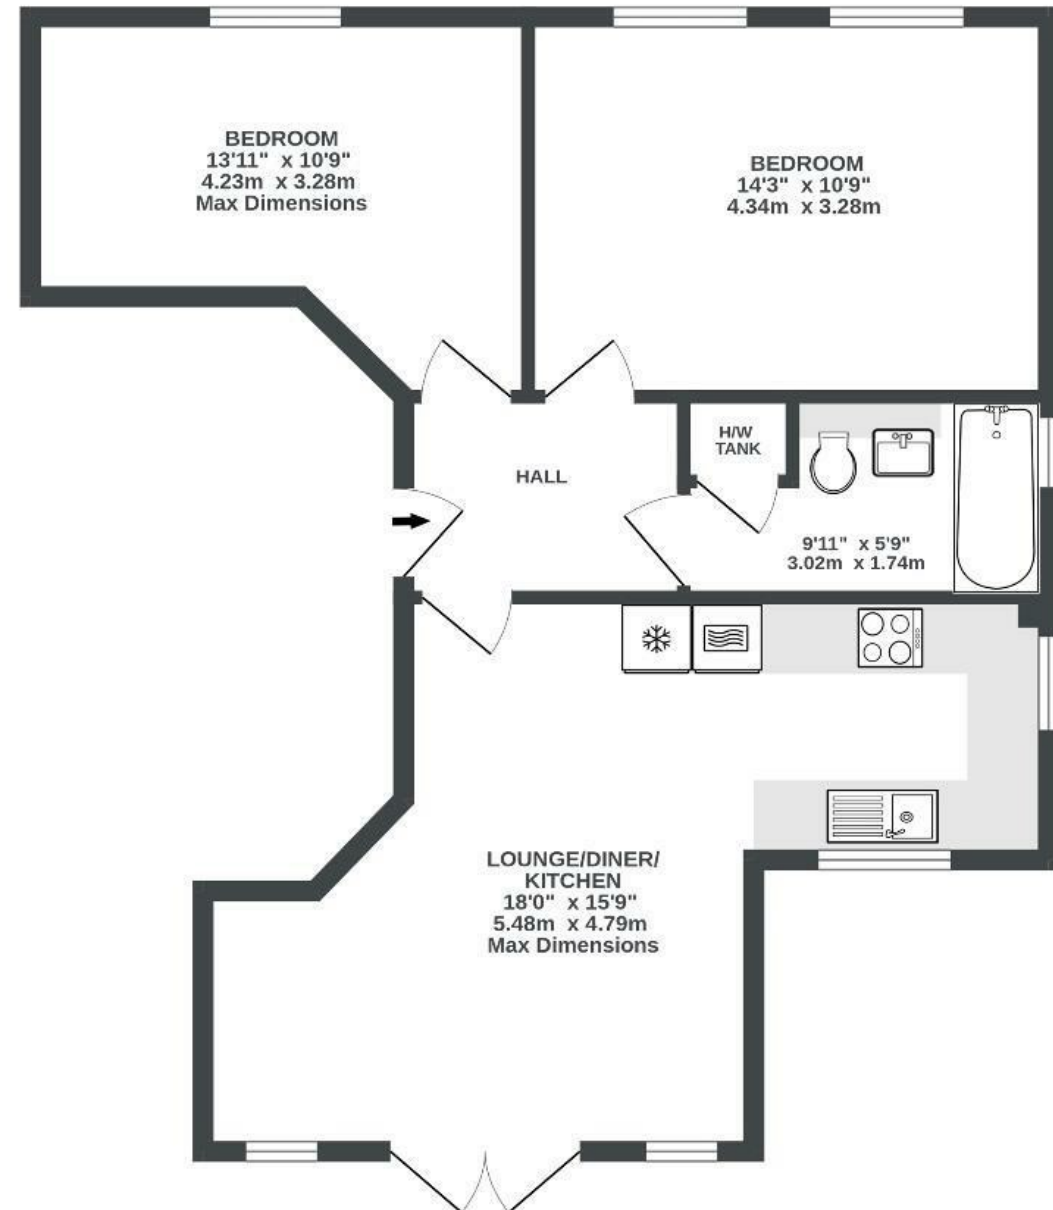 BEDROOM
13'11" x 10'9"
4.23m x 3.28m
Max Dimensions
BEDROOM
14'3" x 10'9"
4.34m x 3.28m
H/W
TANK
HALL
9'11" x 5'9"
3.02m x 1.74m
LOUNGE/DINER/
KITCHEN
18'0" x 15'9"
5.48m x 4.79m
Max Dimensions